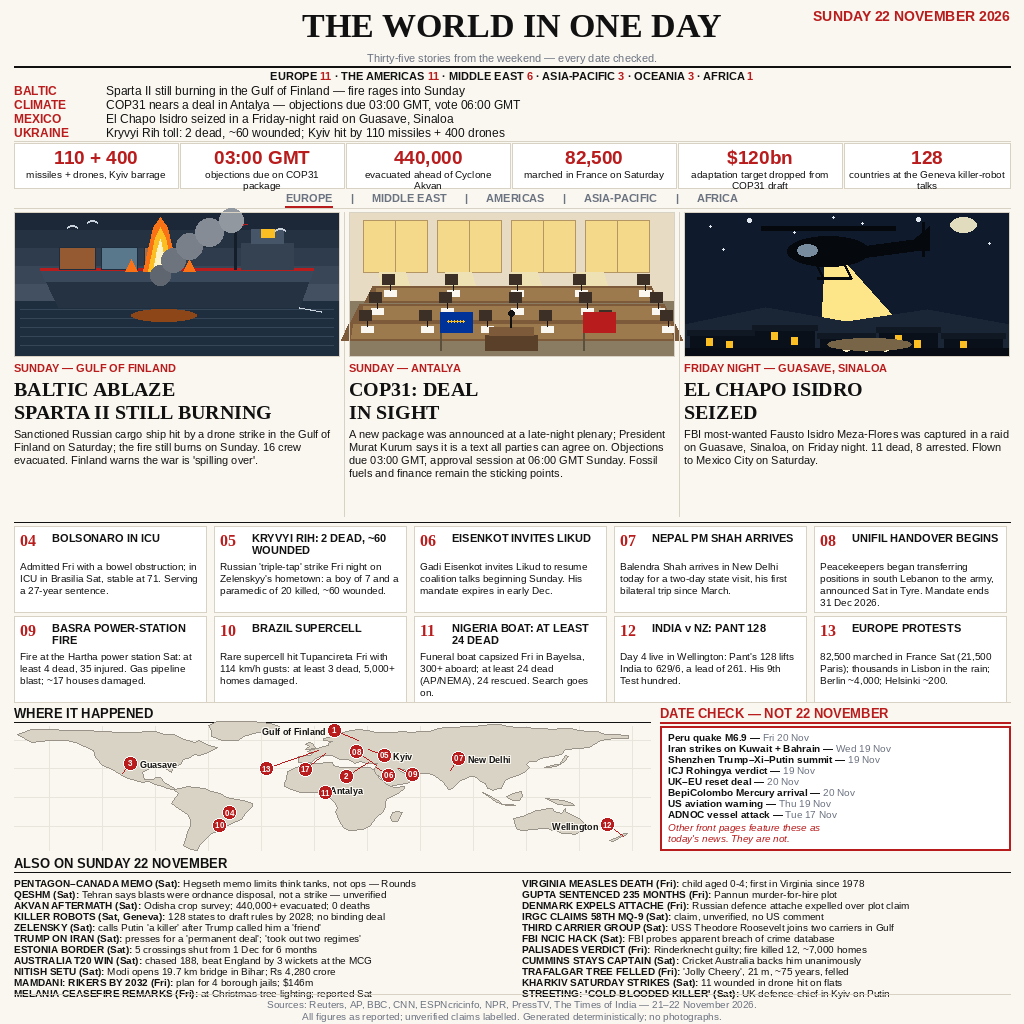 THE WORLD IN ONE DAY
SUNDAY 22 NOVEMBER 2026
Thirty-five stories from the weekend — every date checked.
EUROPE 11 · THE AMERICAS 11 · MIDDLE EAST 6 · ASIA-PACIFIC 3 · OCEANIA 3 · AFRICA 1
BALTIC Sparta II still burning in the Gulf of Finland — fire rages into Sunday
CLIMATE COP31 nears a deal in Antalya — objections due 03:00 GMT, vote 06:00 GMT
MEXICO El Chapo Isidro seized in a Friday-night raid on Guasave, Sinaloa
UKRAINE Kryvyi Rih toll: 2 dead, ~60 wounded; Kyiv hit by 110 missiles + 400 drones
110 + 400
missiles + drones, Kyiv barrage
03:00 GMT
objections due on COP31
package
440,000
evacuated ahead of Cyclone
Akvan
82,500
marched in France on Saturday
$120bn
adaptation target dropped from
COP31 draft
128
countries at the Geneva killer-robot
talks
EUROPE | MIDDLE EAST | AMERICAS | ASIA-PACIFIC | AFRICA
SUNDAY — GULF OF FINLAND
BALTIC ABLAZE
SPARTA II STILL BURNING
Sanctioned Russian cargo ship hit by a drone strike in the Gulf of
Finland on Saturday; the fire still burns on Sunday. 16 crew
evacuated. Finland warns the war is 'spilling over'.
SUNDAY — ANTALYA
COP31: DEAL
IN SIGHT
A new package was announced at a late-night plenary; President
Murat Kurum says it is a text all parties can agree on. Objections
due 03:00 GMT, approval session at 06:00 GMT Sunday. Fossil
fuels and finance remain the sticking points.
FRIDAY NIGHT — GUASAVE, SINALOA
EL CHAPO ISIDRO
SEIZED
FBI most-wanted Fausto Isidro Meza-Flores was captured in a raid
on Guasave, Sinaloa, on Friday night. 11 dead, 8 arrested. Flown
to Mexico City on Saturday.
04 BOLSONARO IN ICU
Admitted Fri with a bowel obstruction; in
ICU in Brasilia Sat, stable at 71. Serving
a 27-year sentence.
05 KRYVYI RIH: 2 DEAD, ~60
WOUNDED
Russian 'triple-tap' strike Fri night on
Zelenskyy's hometown: a boy of 7 and a
paramedic of 20 killed, ~60 wounded.
06 EISENKOT INVITES LIKUD
Gadi Eisenkot invites Likud to resume
coalition talks beginning Sunday. His
mandate expires in early Dec.
07 NEPAL PM SHAH ARRIVES
Balendra Shah arrives in New Delhi
today for a two-day state visit, his first
bilateral trip since March.
08 UNIFIL HANDOVER BEGINS
Peacekeepers began transferring
positions in south Lebanon to the army,
announced Sat in Tyre. Mandate ends
31 Dec 2026.
09 BASRA POWER-STATION
FIRE
Fire at the Hartha power station Sat: at
least 4 dead, 35 injured. Gas pipeline
blast; ~17 houses damaged.
10 BRAZIL SUPERCELL
Rare supercell hit Tupancireta Fri with
114 km/h gusts: at least 3 dead, 5,000+
homes damaged.
11 NIGERIA BOAT: AT LEAST
24 DEAD
Funeral boat capsized Fri in Bayelsa,
300+ aboard; at least 24 dead
(AP/NEMA), 24 rescued. Search goes
on.
12 INDIA v NZ: PANT 128
Day 4 live in Wellington: Pant's 128 lifts
India to 629/6, a lead of 261. His 9th
Test hundred.
13 EUROPE PROTESTS
82,500 marched in France Sat (21,500
Paris); thousands in Lisbon in the rain;
Berlin ~4,000; Helsinki ~200.
WHERE IT HAPPENED
Gulf of Finland 1
3 Guasave
13
17
08
05 Kyiv
2
06
09
07 New Delhi
11 Antalya
04
10
Wellington 12
DATE CHECK — NOT 22 NOVEMBER
Peru quake M6.9 — Fri 20 Nov
Iran strikes on Kuwait + Bahrain — Wed 19 Nov
Shenzhen Trump–Xi–Putin summit — 19 Nov
ICJ Rohingya verdict — 19 Nov
UK–EU reset deal — 20 Nov
BepiColombo Mercury arrival — 20 Nov
US aviation warning — Thu 19 Nov
ADNOC vessel attack — Tue 17 Nov
Other front pages feature these as
today's news. They are not.
ALSO ON SUNDAY 22 NOVEMBER
PENTAGON–CANADA MEMO (Sat): Hegseth memo limits think tanks, not ops — Rounds
QESHM (Sat): Tehran says blasts were ordnance disposal, not a strike — unverified
AKVAN AFTERMATH (Sat): Odisha crop survey; 440,000+ evacuated; 0 deaths
KILLER ROBOTS (Sat, Geneva): 128 states to draft rules by 2028; no binding deal
ZELENSKY (Sat): calls Putin 'a killer' after Trump called him a 'friend'
TRUMP ON IRAN (Sat): presses for a 'permanent deal'; 'took out two regimes'
ESTONIA BORDER (Sat): 5 crossings shut from 1 Dec for 6 months
AUSTRALIA T20 WIN (Sat): chased 188, beat England by 3 wickets at the MCG
NITISH SETU (Sat): Modi opens 19.7 km bridge in Bihar; Rs 4,280 crore
MAMDANI: RIKERS BY 2032 (Fri): plan for 4 borough jails; $146m
MELANIA CEASEFIRE REMARKS (Fri): at Christmas tree lighting; reported Sat
VIRGINIA MEASLES DEATH (Fri): child aged 0-4; first in Virginia since 1978
GUPTA SENTENCED 235 MONTHS (Fri): Pannun murder-for-hire plot
DENMARK EXPELS ATTACHE (Fri): Russian defence attache expelled over plot claim
IRGC CLAIMS 58TH MQ-9 (Sat): claim, unverified, no US comment
THIRD CARRIER GROUP (Sat): USS Theodore Roosevelt joins two carriers in Gulf
FBI NCIC HACK (Sat): FBI probes apparent breach of crime database
PALISADES VERDICT (Fri): Rinderknecht guilty; fire killed 12, ~7,000 homes
CUMMINS STAYS CAPTAIN (Sat): Cricket Australia backs him unanimously
TRAFALGAR TREE FELLED (Fri): 'Jolly Cheery', 21 m, ~75 years, felled
KHARKIV SATURDAY STRIKES (Sat): 11 wounded in drone hit on flats
STREETING: 'COLD BLOODED KILLER' (Sat): UK defence chief in Kyiv on Putin
Sources: Reuters, AP, BBC, CNN, ESPNcricinfo, NPR, PressTV, The Times of India — 21–22 November 2026.
All figures as reported; unverified claims labelled. Generated deterministically; no photographs.